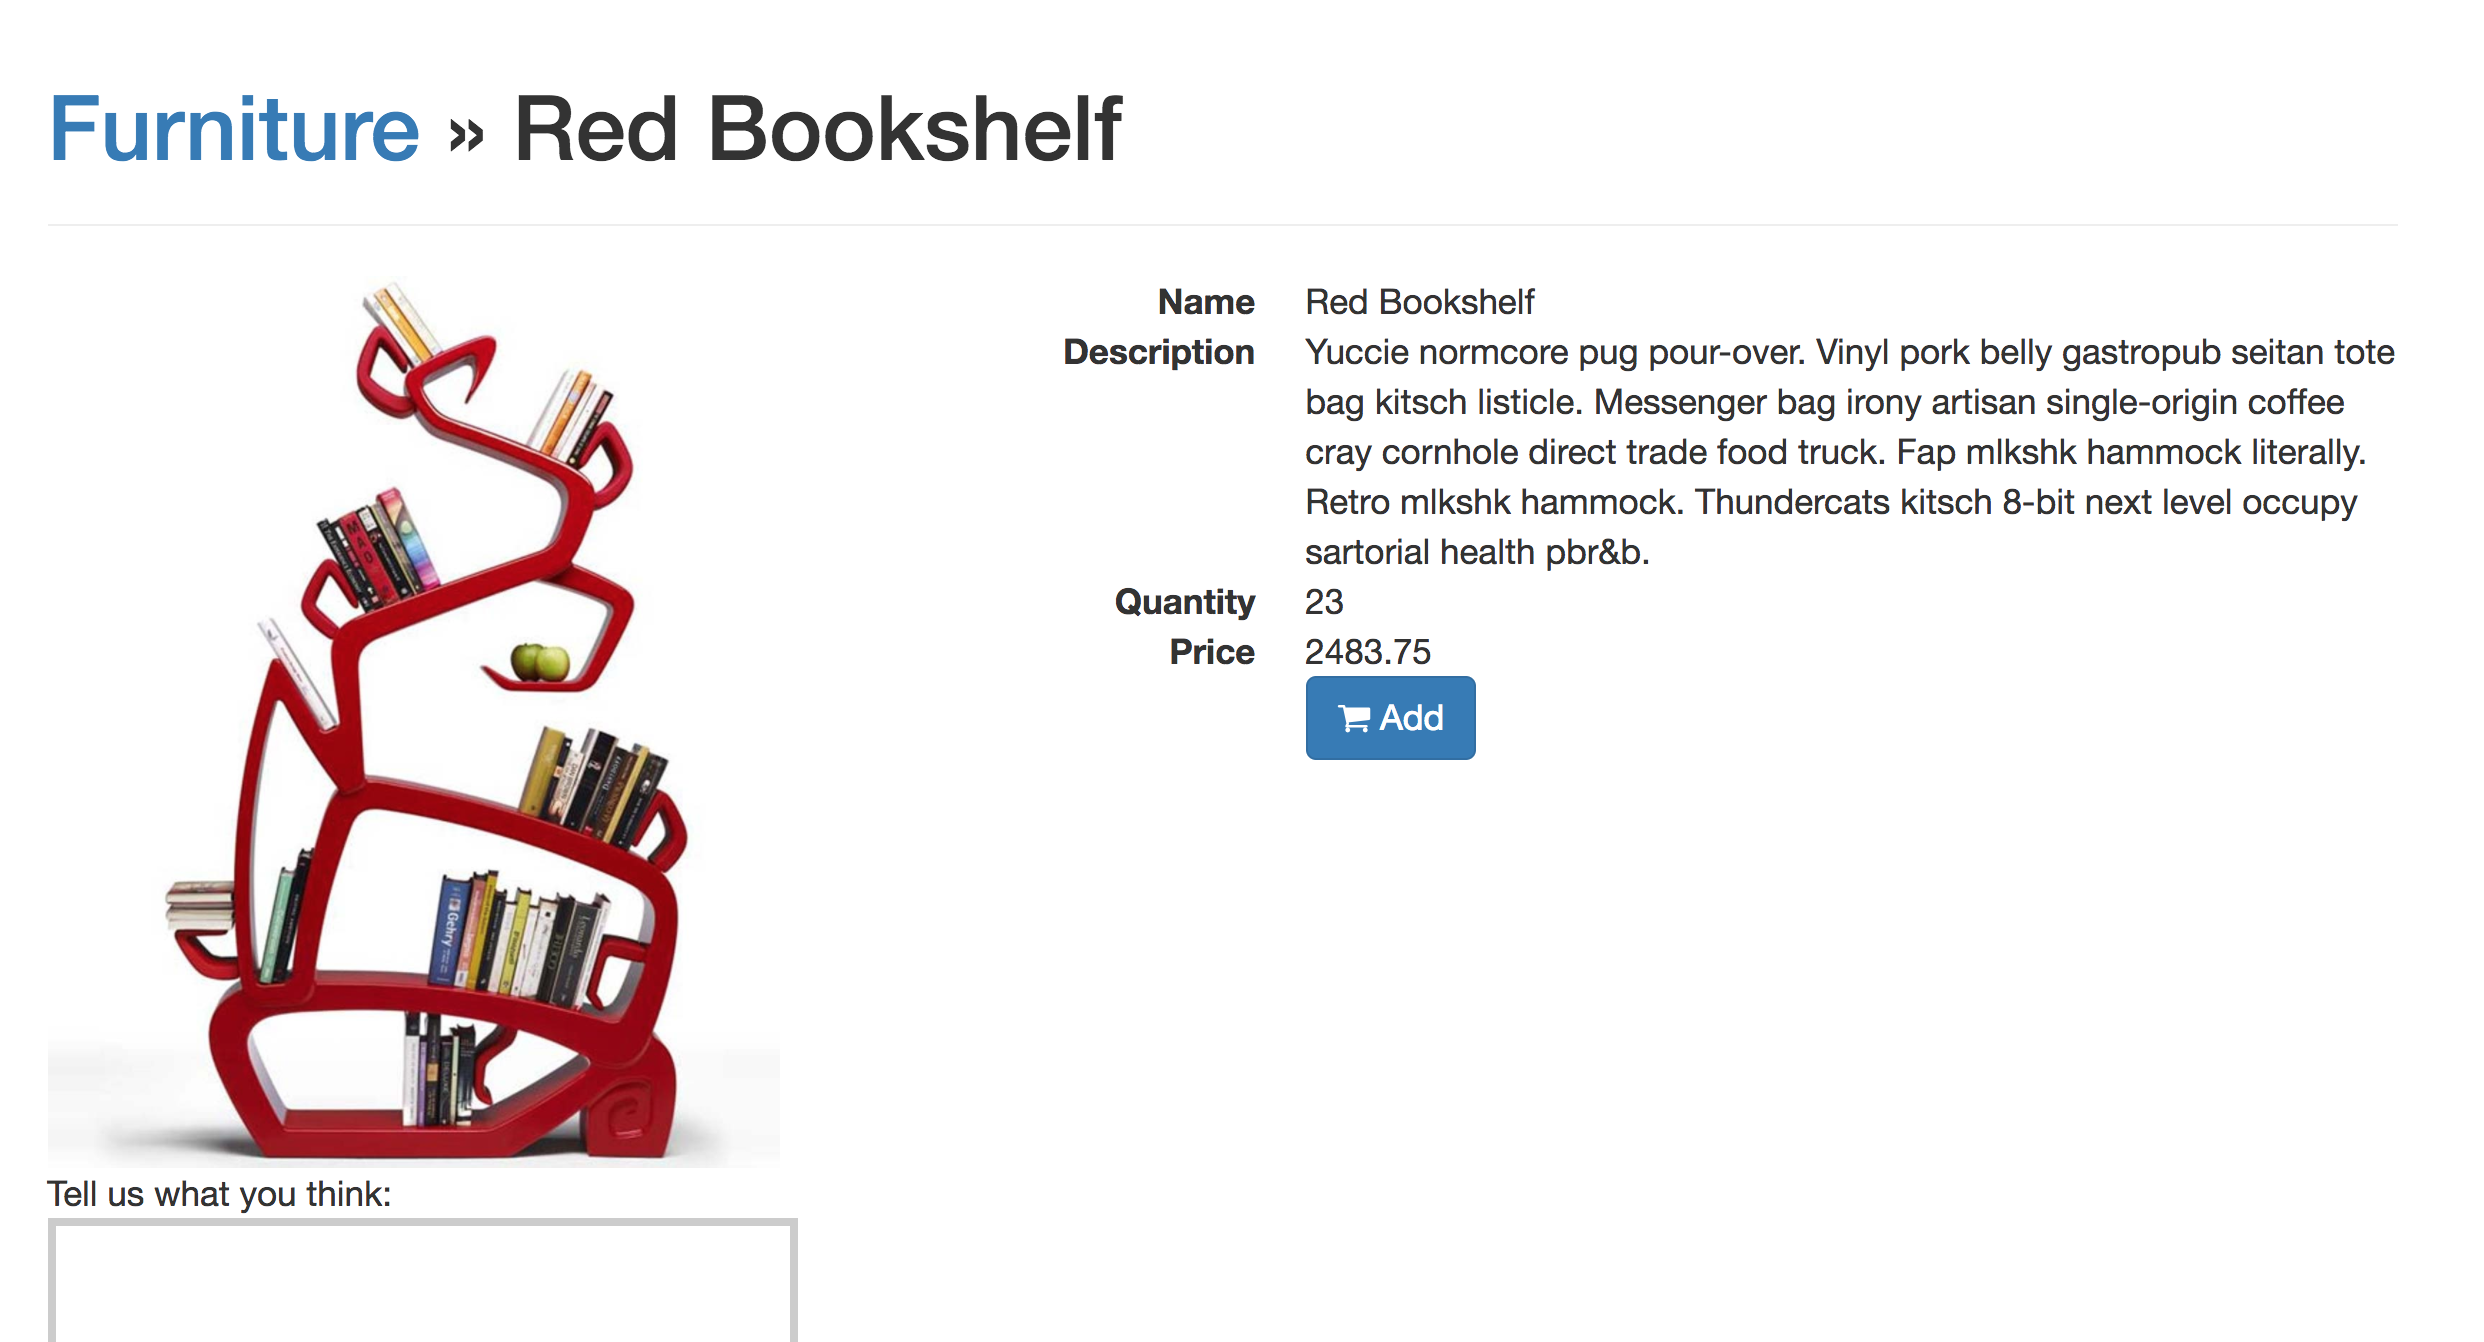 Furniture » Red Bookshelf
Name Red Bookshelf
Description Yuccie normcore pug pour-over. Vinyl pork belly gastropub seitan tote
bag kitsch listicle. Messenger bag irony artisan single-origin coffee
cray cornhole direct trade food truck. Fap mlkshk hammock literally.
Retro mlkshk hammock. Thundercats kitsch 8-bit next level occupy
sartorial health pbr&b.
Quantity 23
Price 2483.75
Add
MAD
Gehry
Tell us what you think: